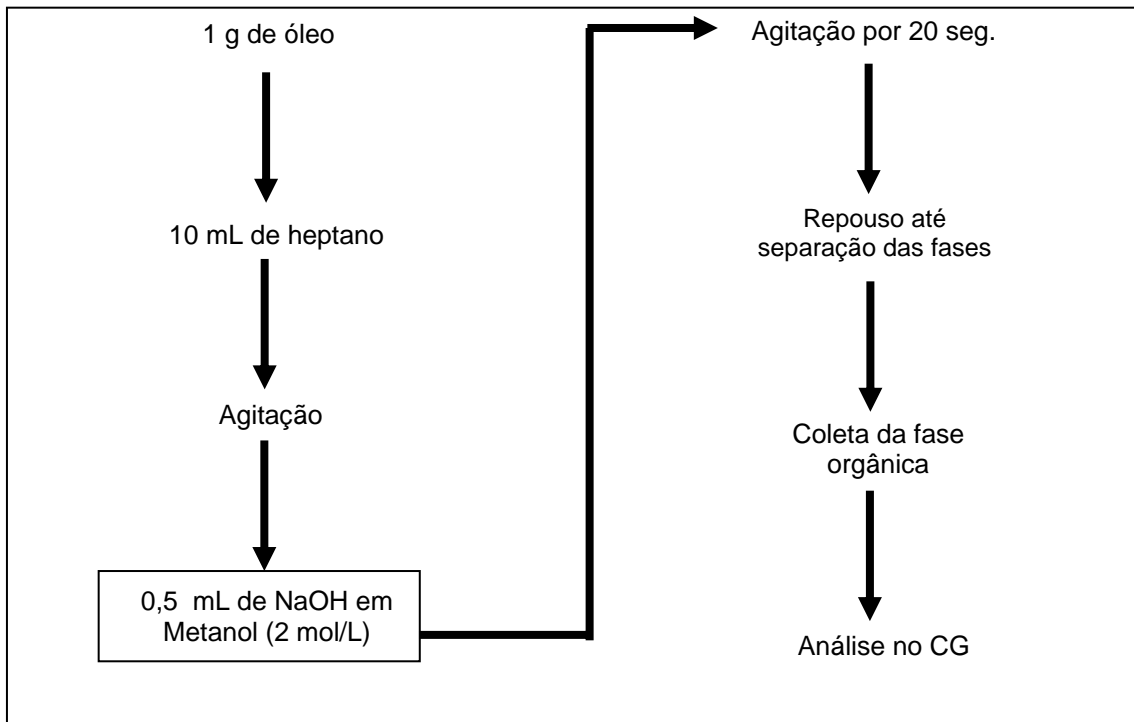 1 g de óleo
10 mL de heptano
Agitação
0,5 mL de NaOH em
Metanol (2 mol/L)
Agitação por 20 seg.
Repouso até
separação das fases
Coleta da fase
orgânica
Análise no CG